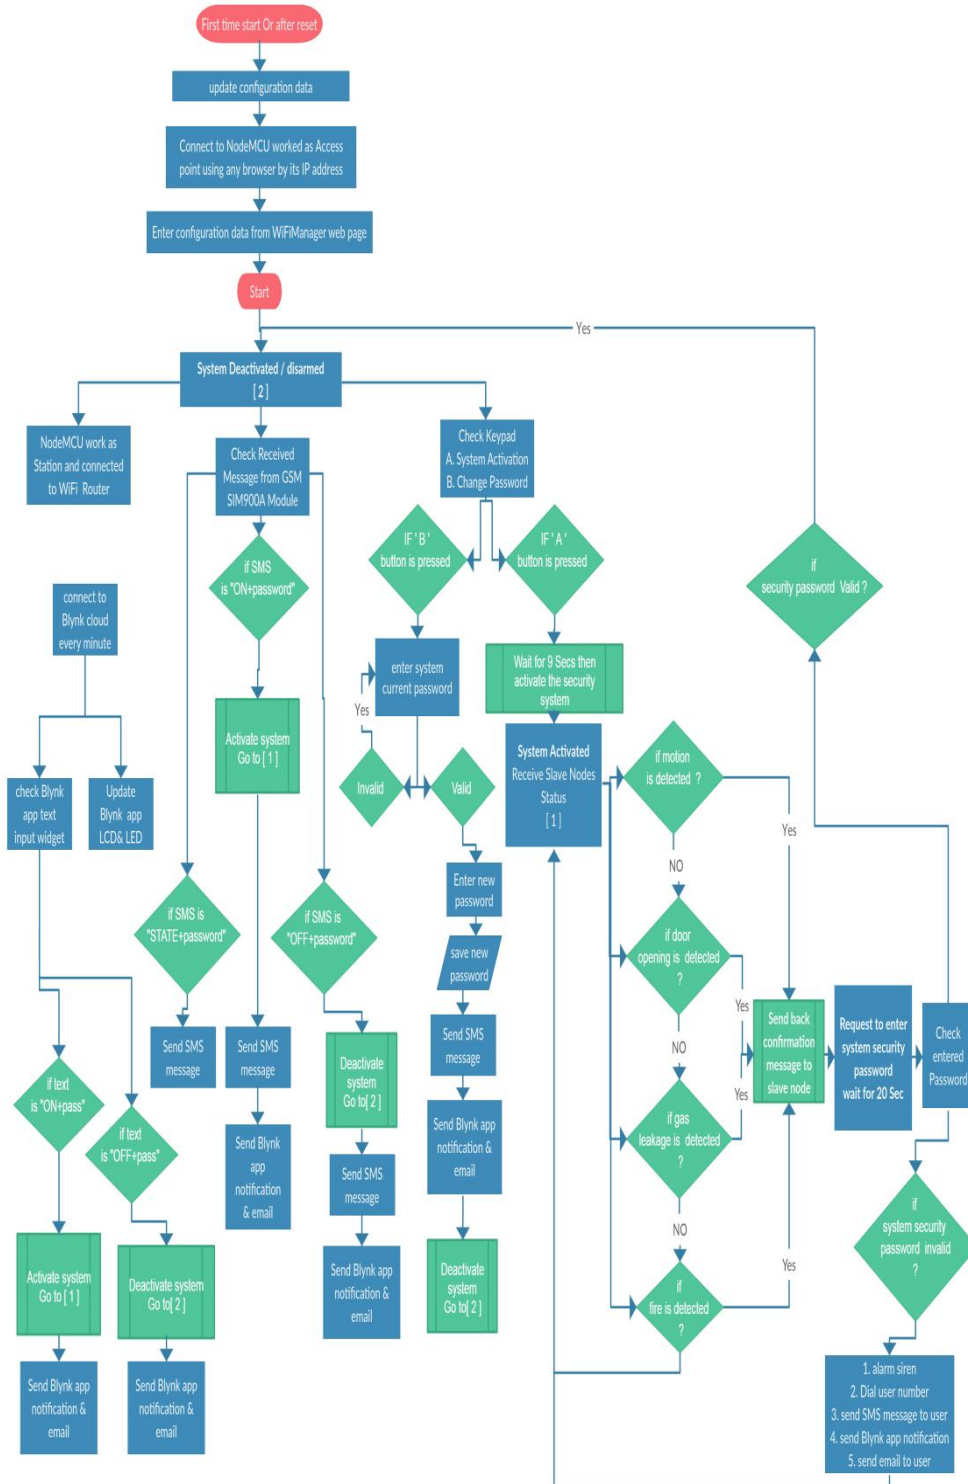 First time start Or after reset
update configuration data
Connect to NodeMCU worked as Access
point using any browser by its IP address
Enter configuration data from WiFiManager web page
Start
Yes
System Deactivated / disarmed
[ 2 ]
NodeMCU work as
Station and connected
to WiFi Router
Check Received
Message from GSM
SIM900A Module
Check Keypad
A. System Activation
B. Change Password
IF ' B '
button is pressed
IF ' A '
button is pressed
if
security password Valid ?
if SMS
is "ON+password"
connect to
Blynk cloud
every minute
enter system
current password
Wait for 9 Secs then
activate the security
system
Yes
Activate system
Go to [ 1 ]
System Activated
Receive Slave Nodes
Status
[ 1 ]
if motion
is detected ?
Invalid
Valid
check Blynk
app text
input widget
Update
Blynk app
LCD& LED
Yes
NO
Enter new
password
if SMS is
"STATE+password"
if SMS is
"OFF+password"
save new
password
if door
opening is detected
?
Yes
Send back
confirmation
message to
slave node
Request to enter
system security
password
wait for 20 Sec
Check
entered
Password
Send SMS
message
Send SMS
message
Deactivate
system
Go to[ 2 ]
Send SMS
message
NO
if text
is "ON+pass"
if text
is "OFF+pass"
Yes
if gas
leakage is detected
?
Send Blynk
app
notification
& email
Send SMS
message
Send Blynk app
notification &
email
if
system security
password invalid
?
NO
Yes
Activate system
Go to [ 1 ]
Deactivate system
Go to[ 2 ]
Send Blynk app
notification &
email
Deactivate
system
Go to[ 2 ]
if
fire is detected
?
Send Blynk app
notification &
email
Send Blynk app
notification &
email
1. alarm siren
2. Dial user number
3. send SMS message to user
4. send Blynk app notification
5. send email to user